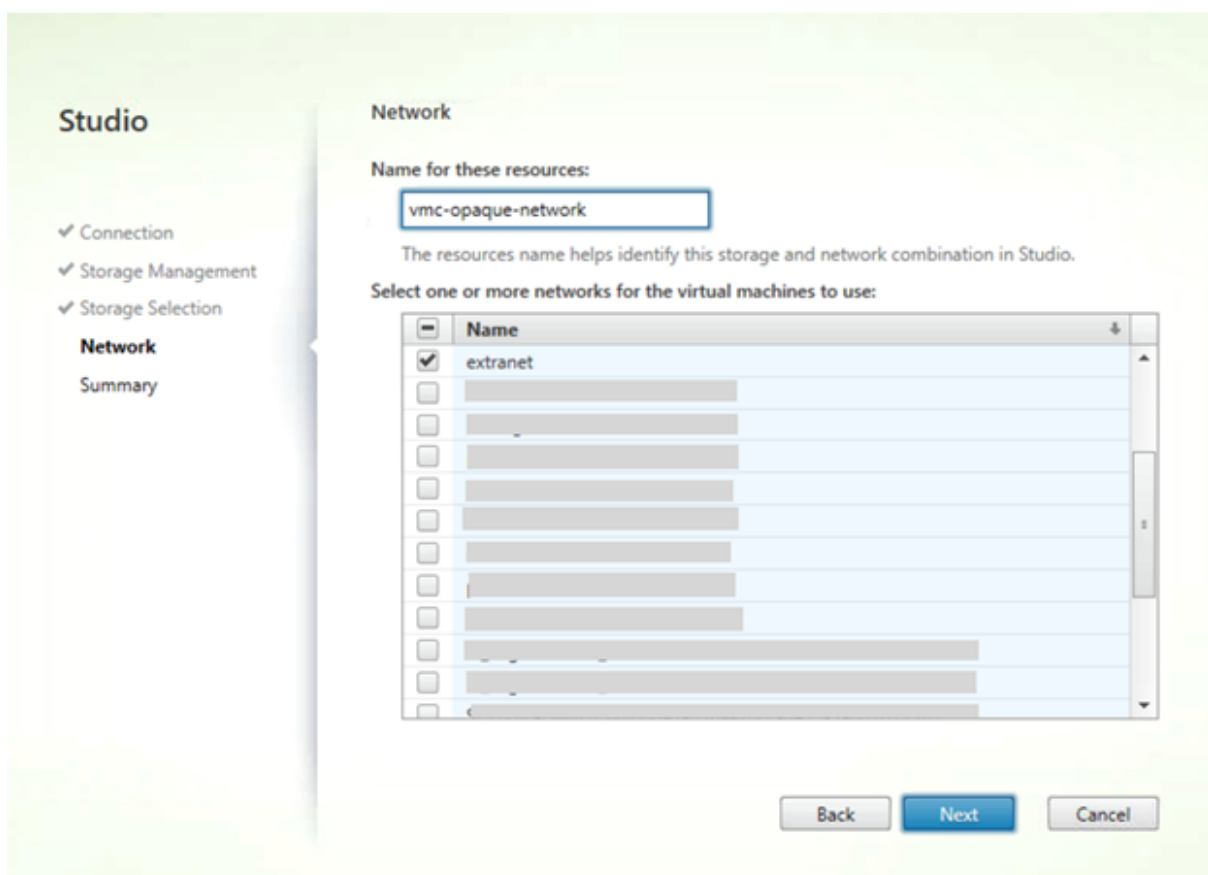 Studio
Connection
Storage Management
Storage Selection
Network
Summary
Network
Name for these resources:
vmc-opaque-network
The resources name helps identify this storage and network combination in Studio.
Select one or more networks for the virtual machines to use:
Name
extranet
Back
Next
Cancel